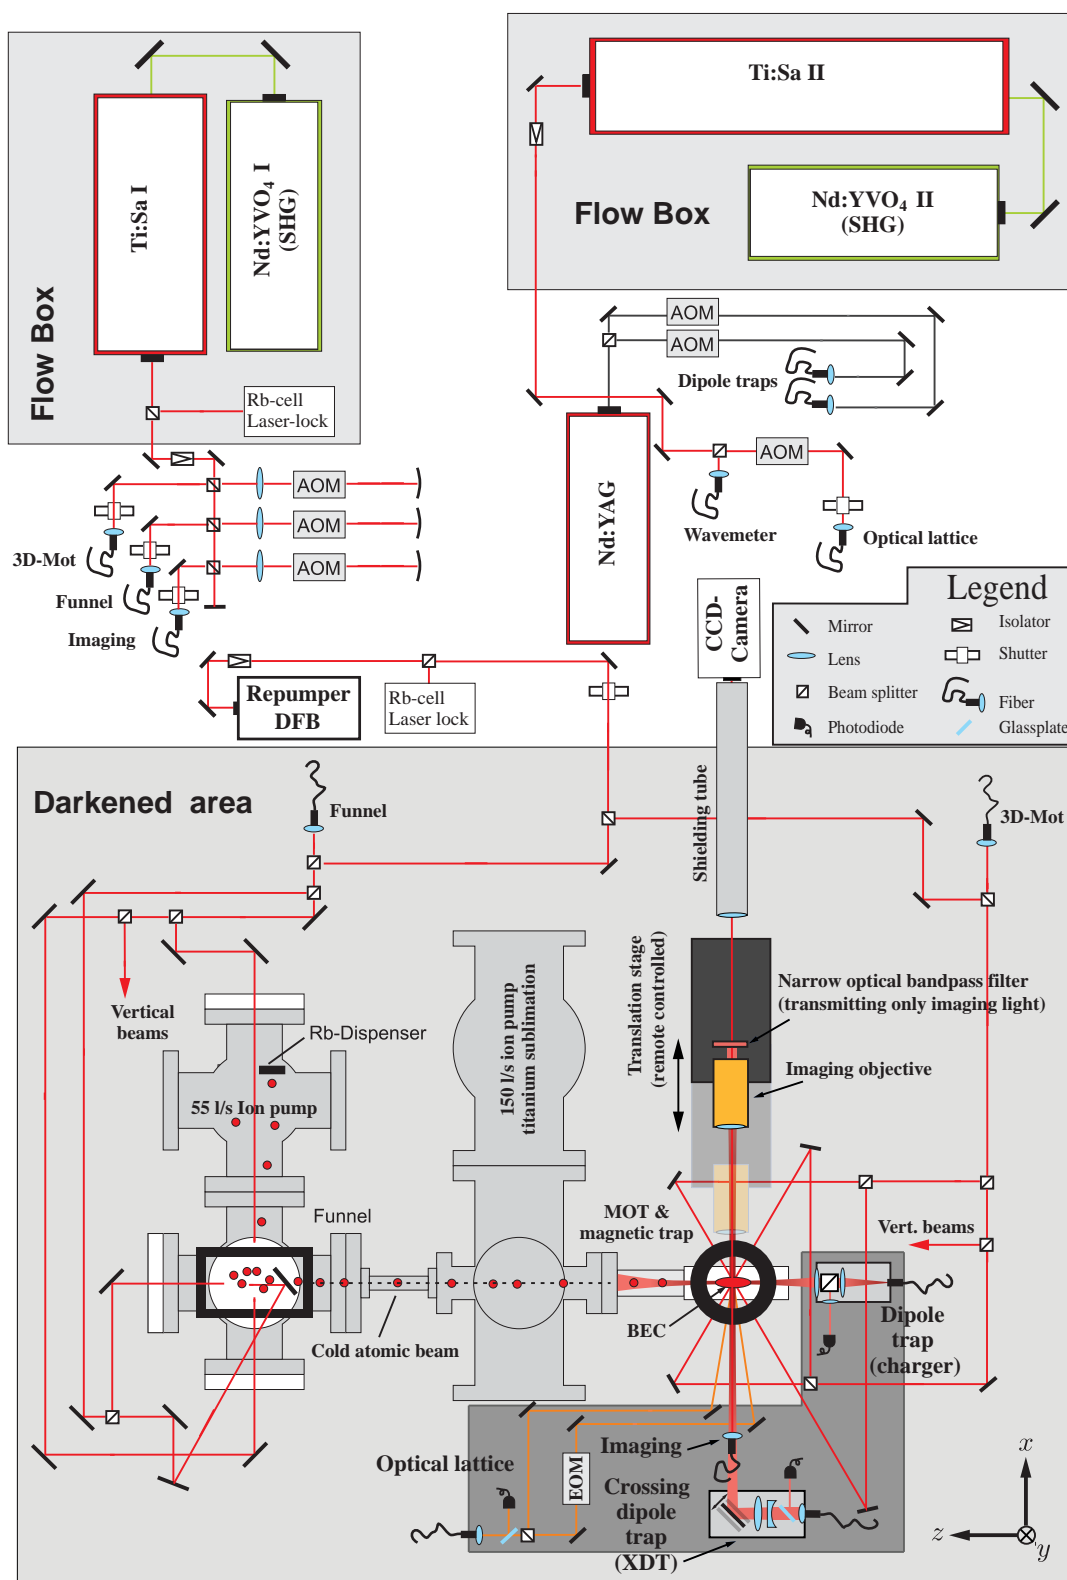 Ti:Sa I
Nd:YVO4 I
(SHG)
Flow Box
Rb-cell
Laser-lock
Ti:Sa II
Nd:YVO4 II
(SHG)
Flow Box
AOM
AOM
Dipole traps
AOM
Wavemeter
Optical lattice
Nd:YAG
AOM
AOM
AOM
3D-Mot
Funnel
Imaging
Repumper
DFB
Rb-cell
Laser lock
CCD-
Camera
Legend
Mirror
Isolator
Lens
Shutter
Beam splitter
Fiber
Photodiode
Glassplate
Darkened area
Funnel
Shielding tube
3D-Mot
Vertical
beams
Rb-Dispenser
55 l/s Ion pump
150 l/s ion pump
titanium sublimation
Translation stage
(remote controlled)
Narrow optical bandpass filter
(transmitting only imaging light)
Imaging objective
Funnel
MOT &
magnetic trap
Vert. beams
Cold atomic beam
BEC
Dipole
trap
(charger)
Imaging
Optical lattice
EOM
Crossing
dipole
trap
(XDT)
x
z
y